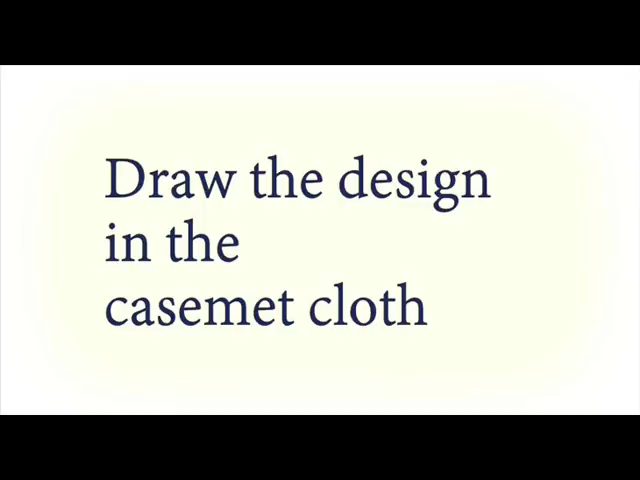 Draw the design
in the
casemet cloth